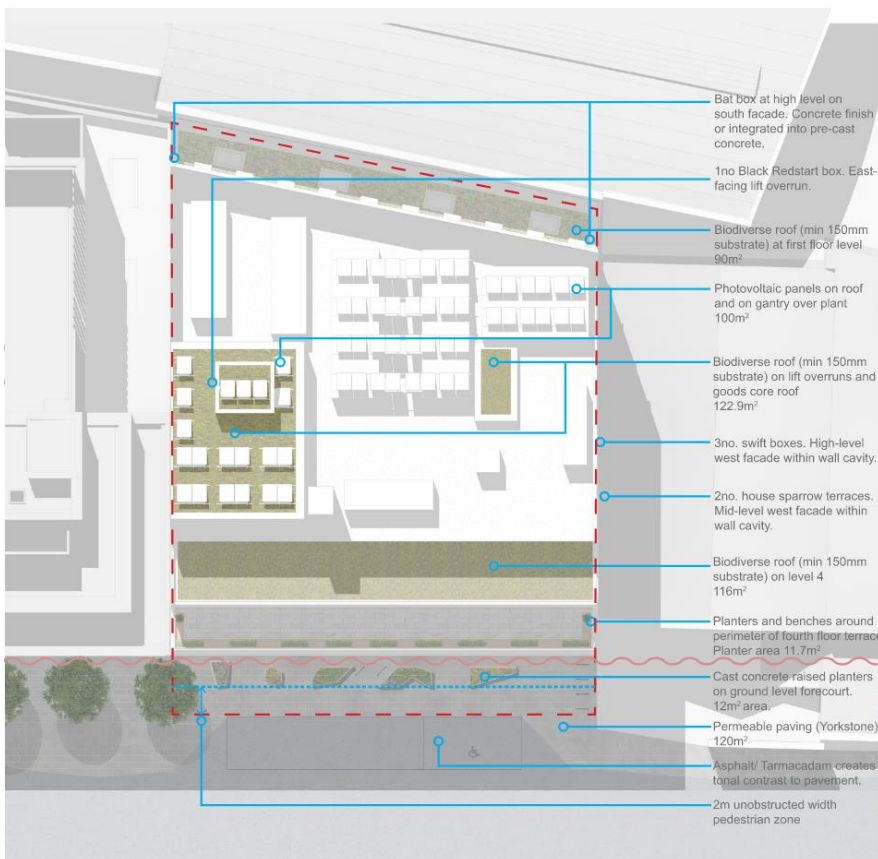 Bat box at high level on
south facade. Concrete finish
or integrated into pre-cast
concrete.
1no Black Redstart box. East-
facing lift overrun.
Biodiverse roof (min 150mm
substrate) at first floor level
90m²
Photovoltaic panels on roof
and on gantry over plant
100m²
Biodiverse roof (min 150mm
substrate) on lift overruns and
goods core roof
122.9m²
3no. swift boxes. High-level
west facade within wall cavity.
2no. house sparrow terraces.
Mid-level west facade within
wall cavity.
Biodiverse roof (min 150mm
substrate) on level 4
116m²
Planters and benches around
perimeter of fourth floor terrace
Planter area 11.7m²
Cast concrete raised planters
on ground level forecourt.
12m² area.
Permeable paving (Yorkstone)
120m²
Asphalt/ Tarmacadam creates
tonal contrast to pavement.
2m unobstructed width
pedestrian zone